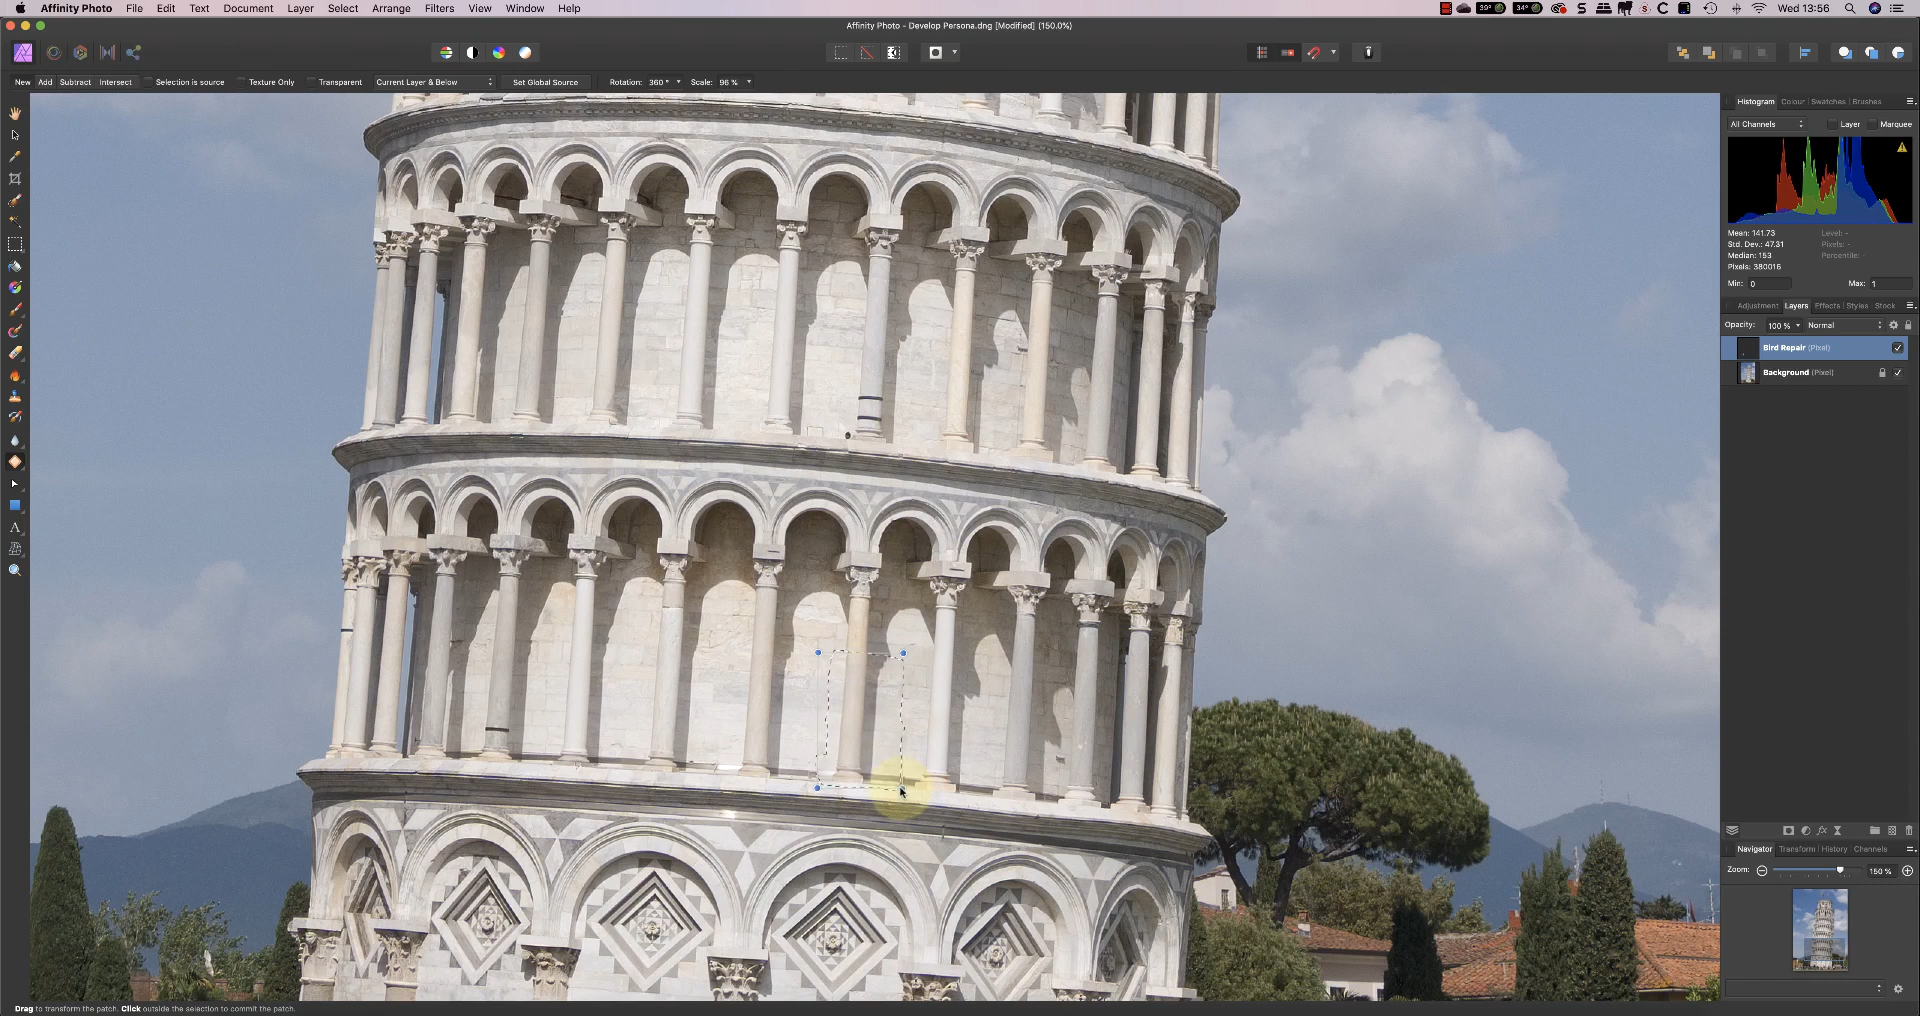 Affinity Photo File Edit Text Document Layer Select Arrange Filters View Window Help 39° 34° Wed 13:56
Affinity Photo - Develop Persona.dng [Modified] (150.0%)
New Add Subtract Intersect Selection is source Texture Only Transparent Current Layer & Below Set Global Source Rotation: 360 ° Scale: 96 %
Histogram Colour Swatches Brushes
All Channels Layer Marquee
Mean: 141.73 Level: -
Std. Dev.: 47.31 Pixels: -
Median: 153 Percentile: -
Pixels: 380016
Min: 0 Max: 1
Adjustment Layers Effects Styles Stock
Opacity: 100 % Normal
Bird Repair (Pixel)
Background (Pixel)
Navigator Transform History Channels
Zoom: 150 %
Drag to transform the patch. Click outside the selection to commit the patch.